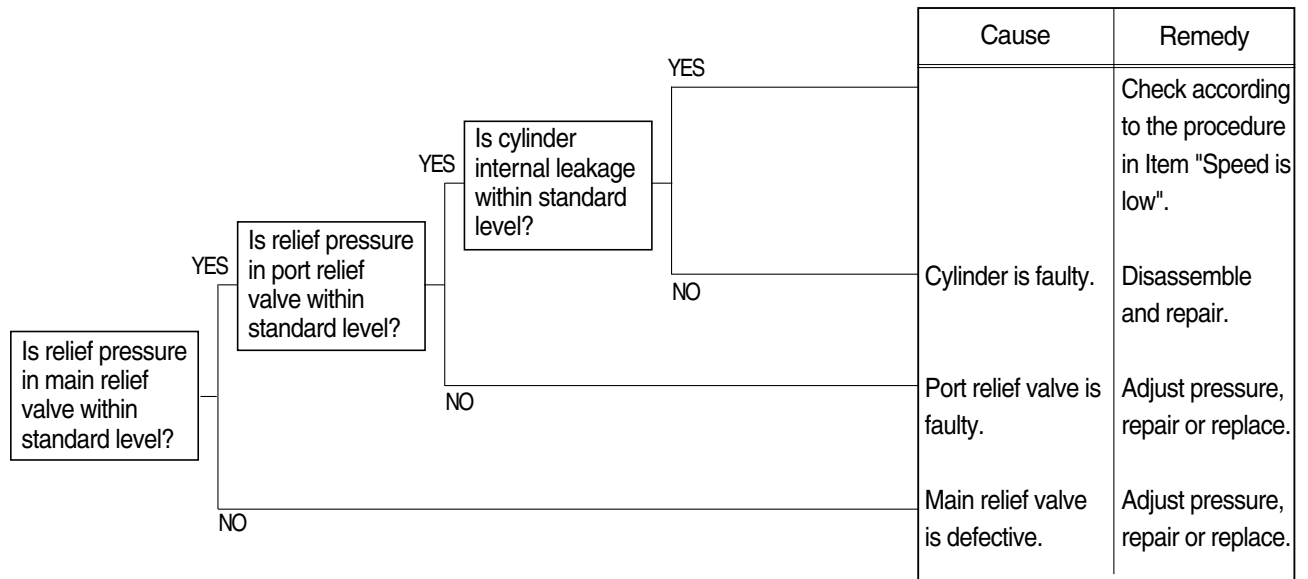 Cause
Remedy
YES
Check according
to the procedure
in Item "Speed is
low".
Is cylinder
internal leakage
within standard
level?
YES
NO
Cylinder is faulty.
Disassemble
and repair.
Is relief pressure
in port relief
valve within
standard level?
YES
NO
Port relief valve is
faulty.
Adjust pressure,
repair or replace.
Is relief pressure
in main relief
valve within
standard level?
NO
Main relief valve
is defective.
Adjust pressure,
repair or replace.